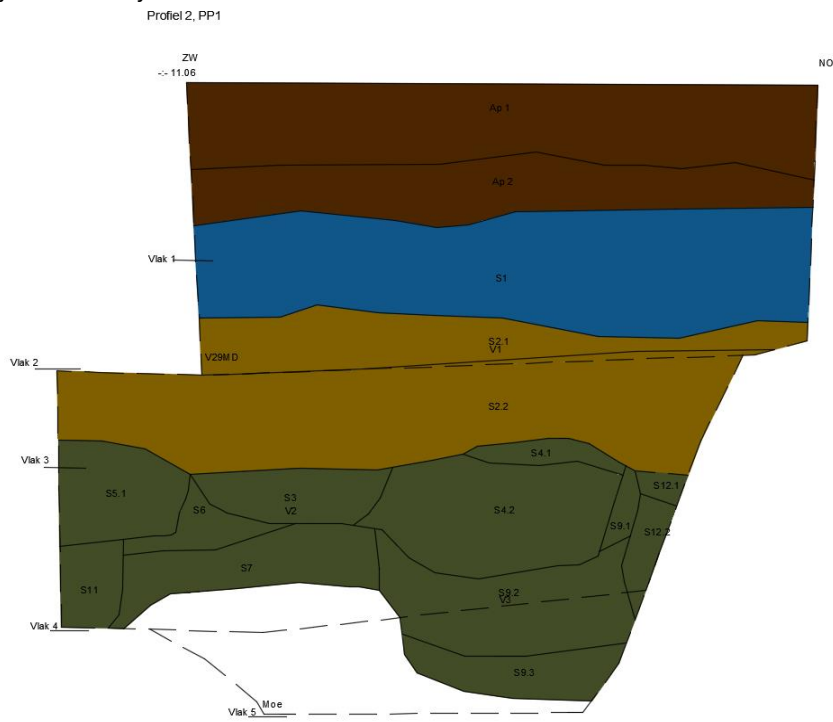 Profiel 2, PP1
ZW
NO
-:- 11.06
Ap 1
Ap 2
Vlak 1
S1
S2.1
V1
V29MD
Vlak 2
S2.2
S4.1
Vlak 3
S12.1
S5.1
S3
S6
V2
S4.2
S9.1
S12.2
S7
S11
S9.2
V3
Vlak 4
S9.3
Moe
Vlak 5